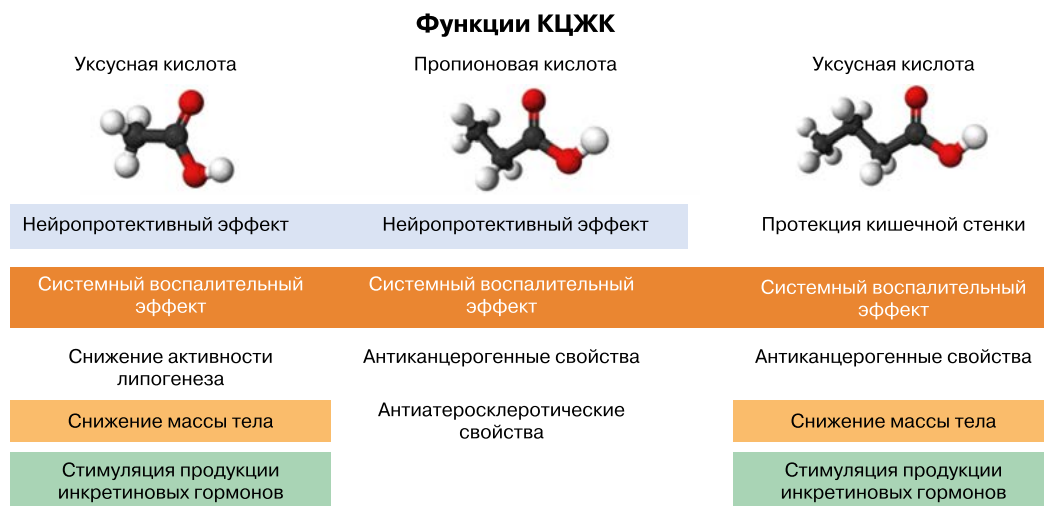 Функции КЦЖК
Уксусная кислота
Пропионовая кислота
Уксусная кислота
Нейропротективный эффект
Нейропротективный эффект
Протекция кишечной стенки
Системный воспалительный
эффект
Системный воспалительный
эффект
Системный воспалительный
эффект
Снижение активности
липогенеза
Антиканцерогенные свойства
Антиканцерогенные свойства
Снижение массы тела
Антиатеросклеротические
свойства
Снижение массы тела
Стимуляция продукции
инкретиновых гормонов
Стимуляция продукции
инкретиновых гормонов